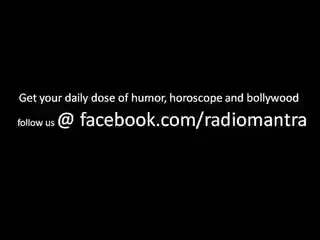 Get your daily dose of humor, horoscope and bollywood
follow us @ facebook.com/radiomantra